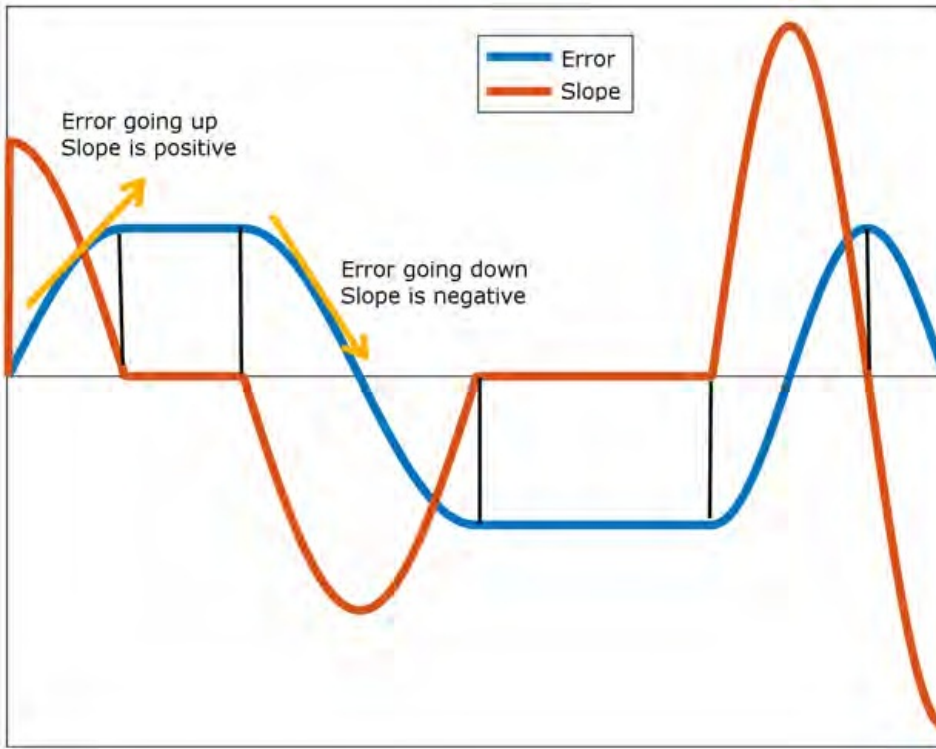 Error
Slope
Error going up
Slope is positive
Error going down
Slope is negative